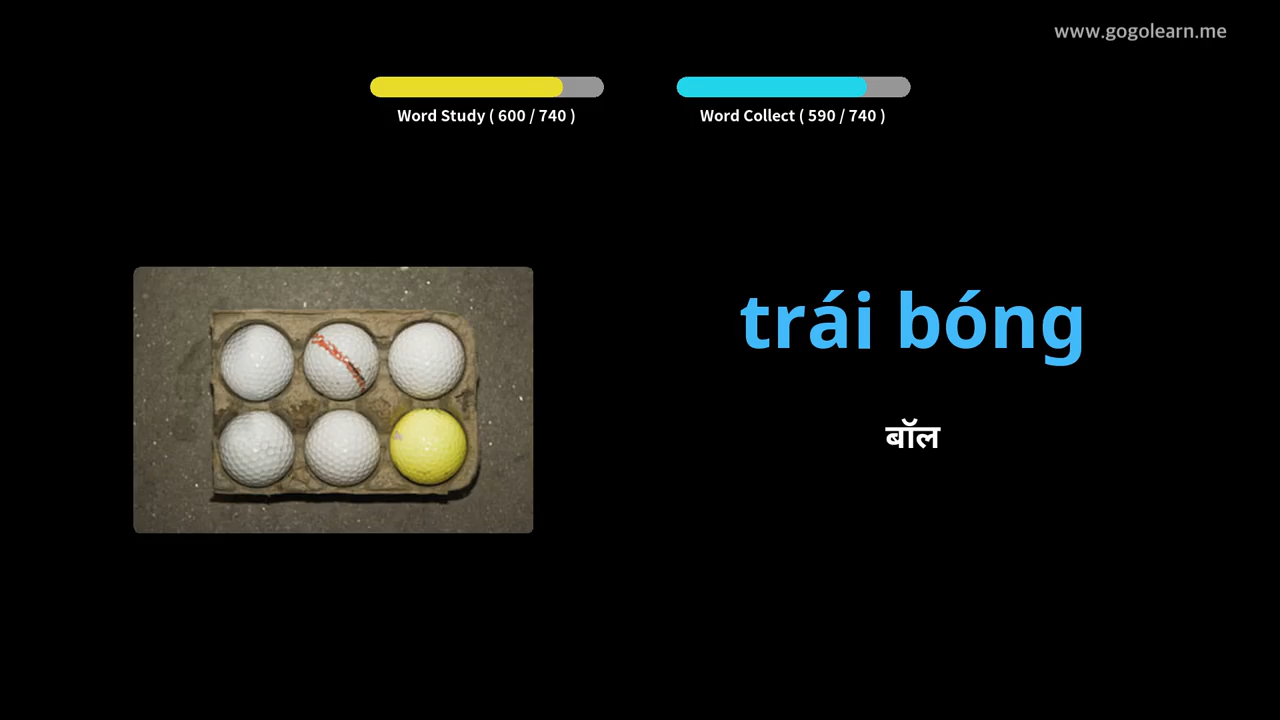 www.gogolearn.me
Word Study ( 600 / 740 )
Word Collect ( 590 / 740 )
trái bóng
बॉल